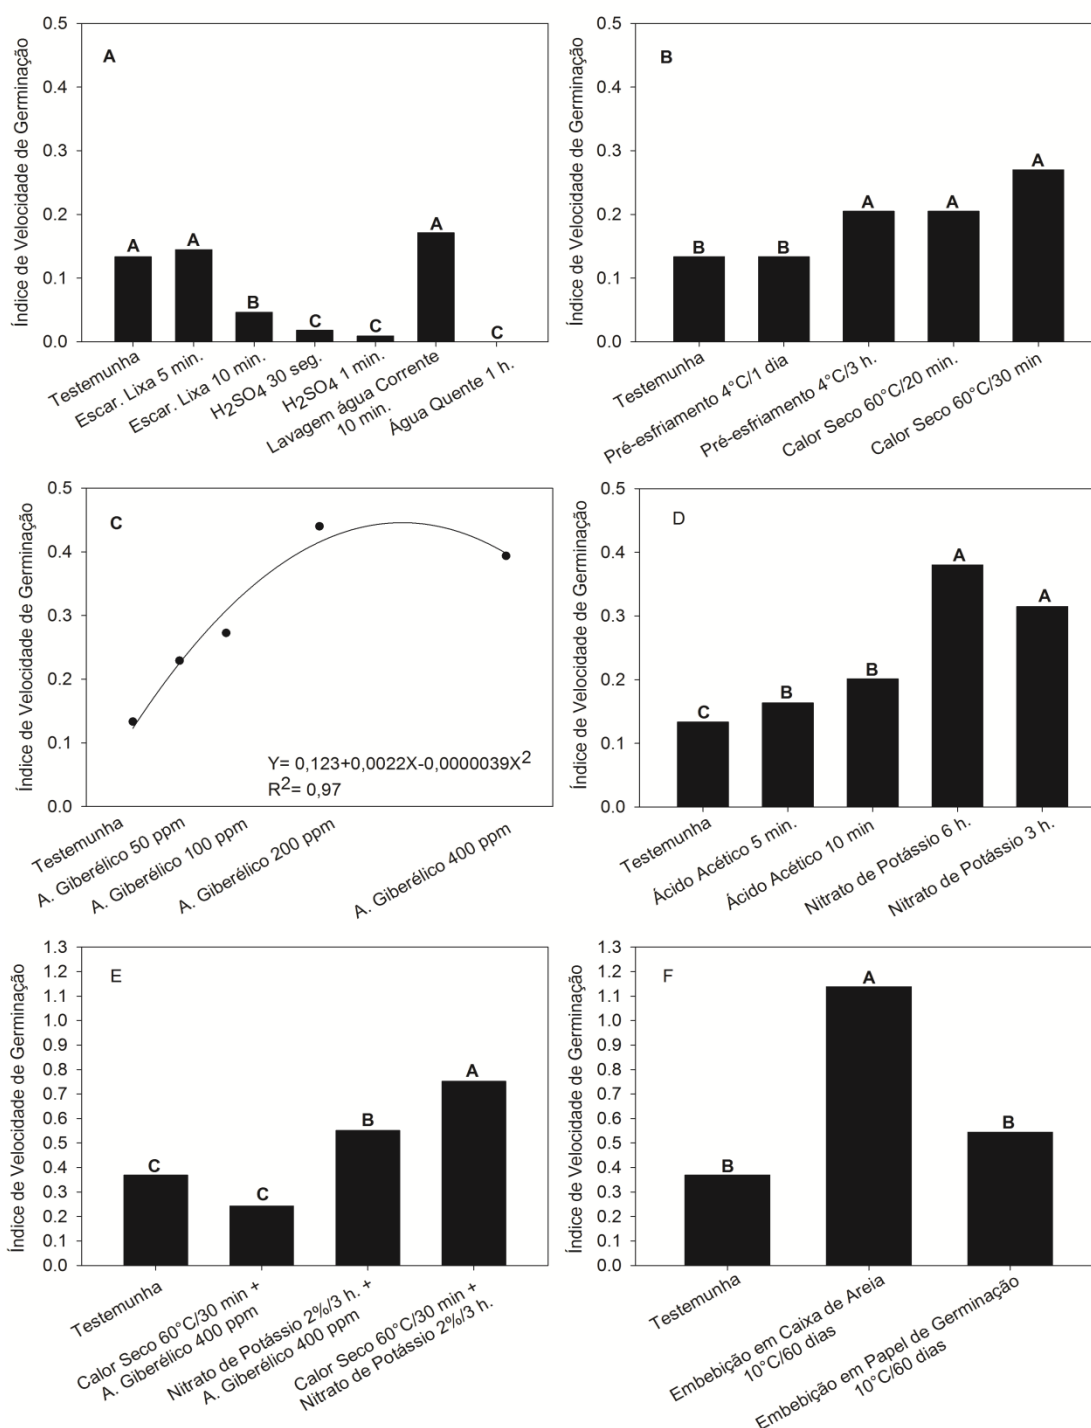 A
Índice de Velocidade de Germinação
0.5
0.4
0.3
0.2
0.1
0.0
A
A
B
C
C
A
C
Testemunha
Escar. Lixa 5 min.
Escar. Lixa 10 min.
H2SO4 30 seg.
H2SO4 1 min.
Lavagem água Corrente
10 min.
Água Quente 1 h.
B
Índice de Velocidade de Germinação
0.5
0.4
0.3
0.2
0.1
0.0
B
B
A
A
A
Testemunha
Pré-esfriamento 4°C/1 dia
Pré-esfriamento 4°C/3 h.
Calor Seco 60°C/20 min.
Calor Seco 60°C/30 min
C
Índice de Velocidade de Germinação
0.5
0.4
0.3
0.2
0.1
0.0
Y= 0,123+0,0022X-0,0000039X2
R2= 0,97
Testemunha
A. Giberélico 50 ppm
A. Giberélico 100 ppm
A. Giberélico 200 ppm
A. Giberélico 400 ppm
D
Índice de Velocidade de Germinação
0.5
0.4
0.3
0.2
0.1
0.0
C
B
B
A
A
Testemunha
Ácido Acético 5 min.
Ácido Acético 10 min
Nitrato de Potássio 6 h.
Nitrato de Potássio 3 h.
E
Índice de Velocidade de Germinação
1.3
1.2
1.1
1.0
0.9
0.8
0.7
0.6
0.5
0.4
0.3
0.2
0.1
0.0
C
C
B
A
Testemunha
Calor Seco 60°C/30 min +
A. Giberélico 400 ppm
Nitrato de Potássio 2%/3 h. +
A. Giberélico 400 ppm
Calor Seco 60°C/30 min +
Nitrato de Potássio 2%/3 h.
F
Índice de Velocidade de Germinação
1.3
1.2
1.1
1.0
0.9
0.8
0.7
0.6
0.5
0.4
0.3
0.2
0.1
0.0
B
A
B
Testemunha
Embebição em Caixa de Areia
10°C/60 dias
Embebição em Papel de Germinação
10°C/60 dias